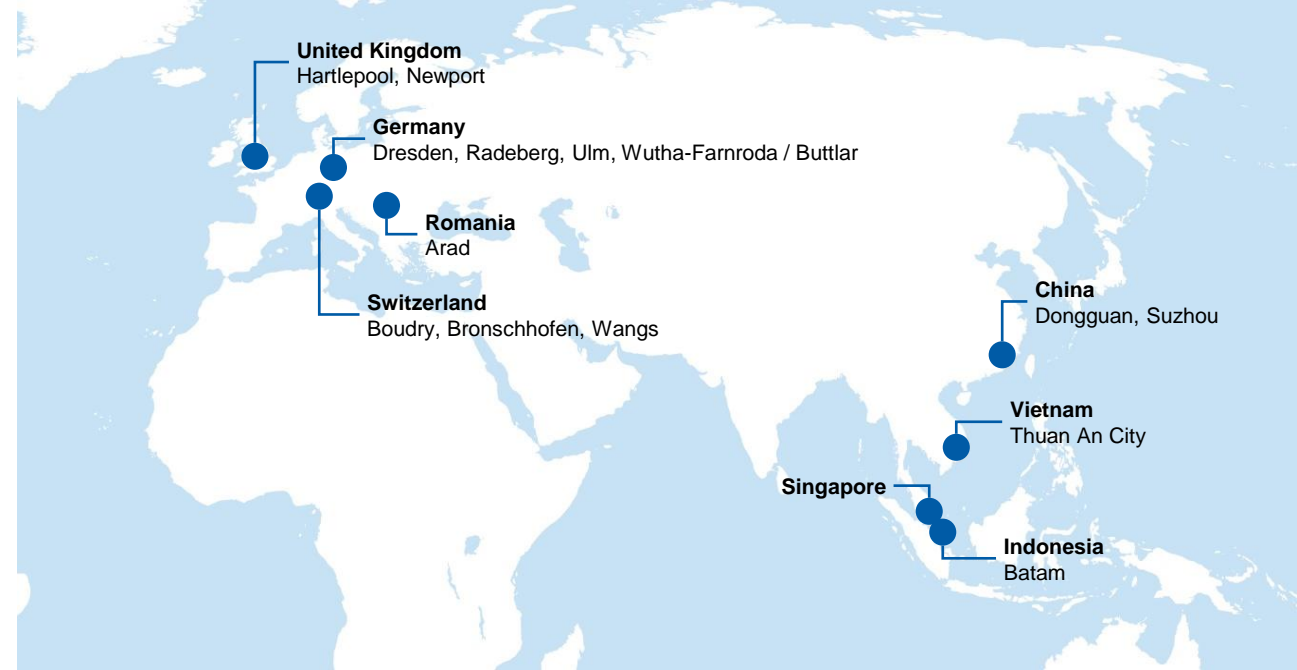 United Kingdom
Hartlepool, Newport
Germany
Dresden, Radeberg, Ulm, Wutha-Farnroda / Buttlar
Romania
Arad
Switzerland
Boudry, Bronschhofen, Wangs
China
Dongguan, Suzhou
Vietnam
Thuan An City
Singapore
Indonesia
Batam